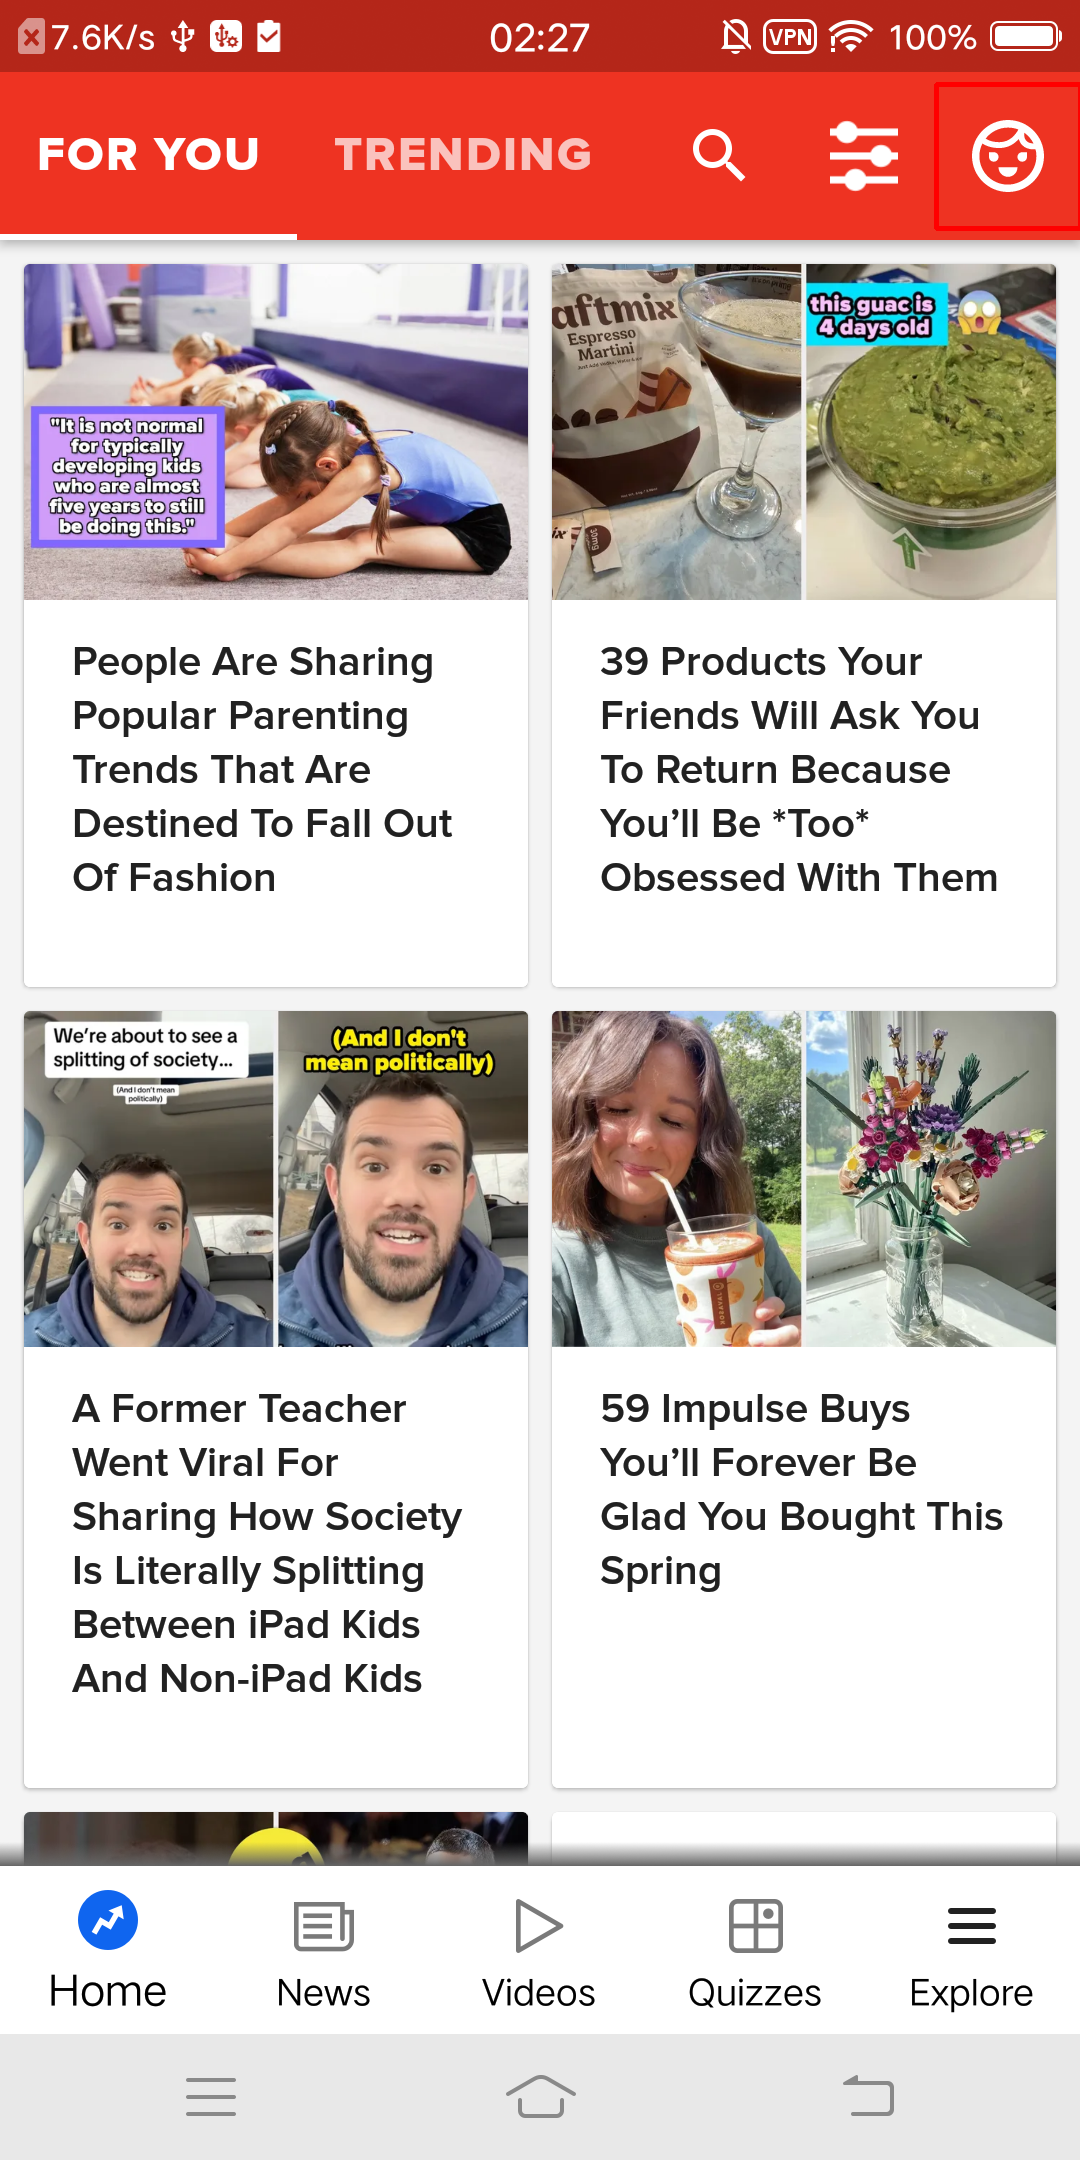 7.6K/s
02:27
VPN
100%
FOR YOU
TRENDING
"It is not normal
for typically
developing kids
who are almost
five years to still
be doing this."
aftmix
Espresso
Martini
30mg
this guac is
4 days old
People Are Sharing
Popular Parenting
Trends That Are
Destined To Fall Out
Of Fashion
39 Products Your
Friends Will Ask You
To Return Because
You’ll Be *Too*
Obsessed With Them
We’re about to see a
splitting of society...
(And I don't mean
politically)
(And I don't
mean politically)
A Former Teacher
Went Viral For
Sharing How Society
Is Literally Splitting
Between iPad Kids
And Non-iPad Kids
59 Impulse Buys
You’ll Forever Be
Glad You Bought This
Spring
Home
News
Videos
Quizzes
Explore